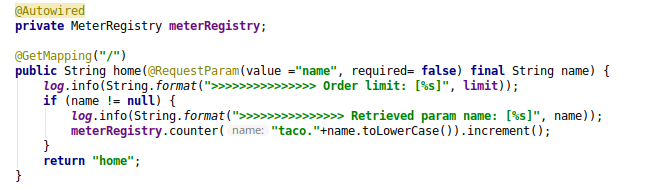 @Autowired
private MeterRegistry meterRegistry;
@GetMapping("/")
public String home(@RequestParam(value ="name", required= false) final String name) {
log.info(String.format(">>>>>>>>>>>>>>> Order limit: [%s]", limit));
if (name != null) {
log.info(String.format(">>>>>>>>>>>>>>> Retrieved param name: [%s]", name));
meterRegistry.counter( name: "taco."+name.toLowerCase()).increment();
}
return "home";
}